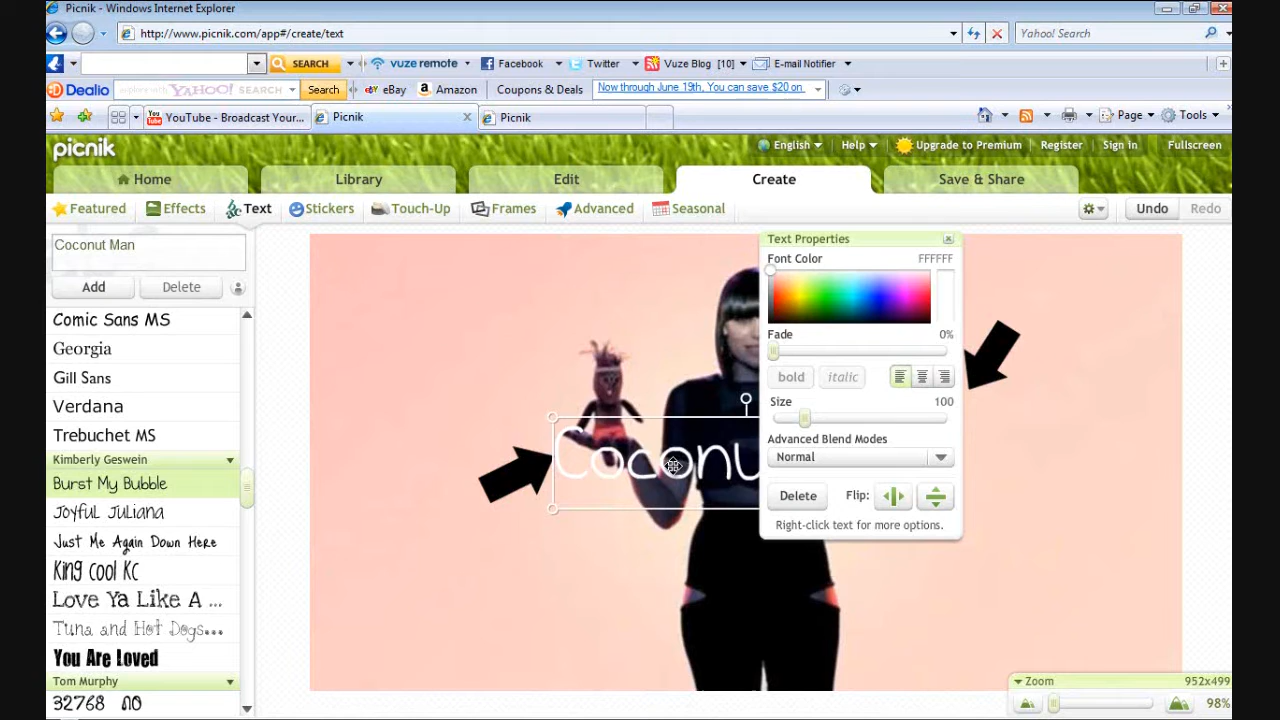 Picnik - Windows Internet Explorer
http://www.picnik.com/app#/create/text
Yahoo! Search
SEARCH
vuze remote
Facebook
Twitter
Vuze Blog [10]
E-mail Notifier
Dealio
YAHOO! SEARCH
Search
eBay
Amazon
Coupons & Deals
Now through June 19th, You can save $20 on
YouTube - Broadcast Your...
Picnik
Picnik
Page
Tools
picnik
English
Help
Upgrade to Premium
Register
Sign in
Fullscreen
Home
Library
Edit
Create
Save & Share
Featured
Effects
Text
Stickers
Touch-Up
Frames
Advanced
Seasonal
Undo
Redo
Coconut Man
Add
Delete
Comic Sans MS
Georgia
Gill Sans
Verdana
Trebuchet MS
Kimberly Geswein
Burst My Bubble
Joyful Juliana
Just Me Again Down Here
King Cool KC
Love Ya Like A ...
Tuna and Hot Dogs...
You Are Loved
Tom Murphy
32768 NO
Coconu
Text Properties
Font Color
FFFFFF
Fade
0%
bold
italic
Size
100
Advanced Blend Modes
Normal
Delete
Flip:
Right-click text for more options.
Zoom
952x499
98%